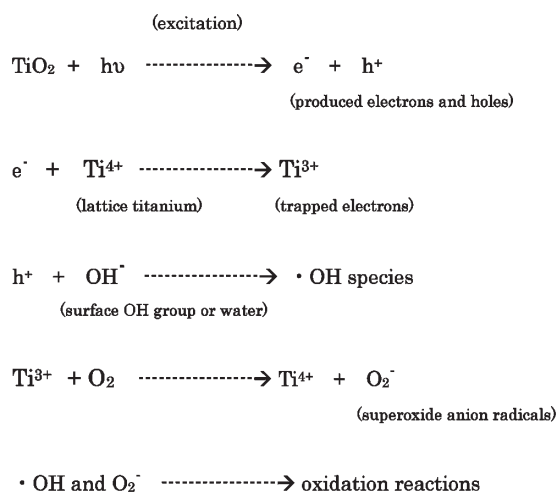 (excitation)
TiO₂ + hυ --------------→ e⁻ + h⁺
(produced electrons and holes)
e⁻ + Ti⁴⁺ --------------→ Ti³⁺
(lattice titanium) (trapped electrons)
h⁺ + OH⁻ --------------→ ・OH species
(surface OH group or water)
Ti³⁺ + O₂ --------------→ Ti⁴⁺ + O₂⁻
(superoxide anion radicals)
・OH and O₂⁻ --------------→ oxidation reactions